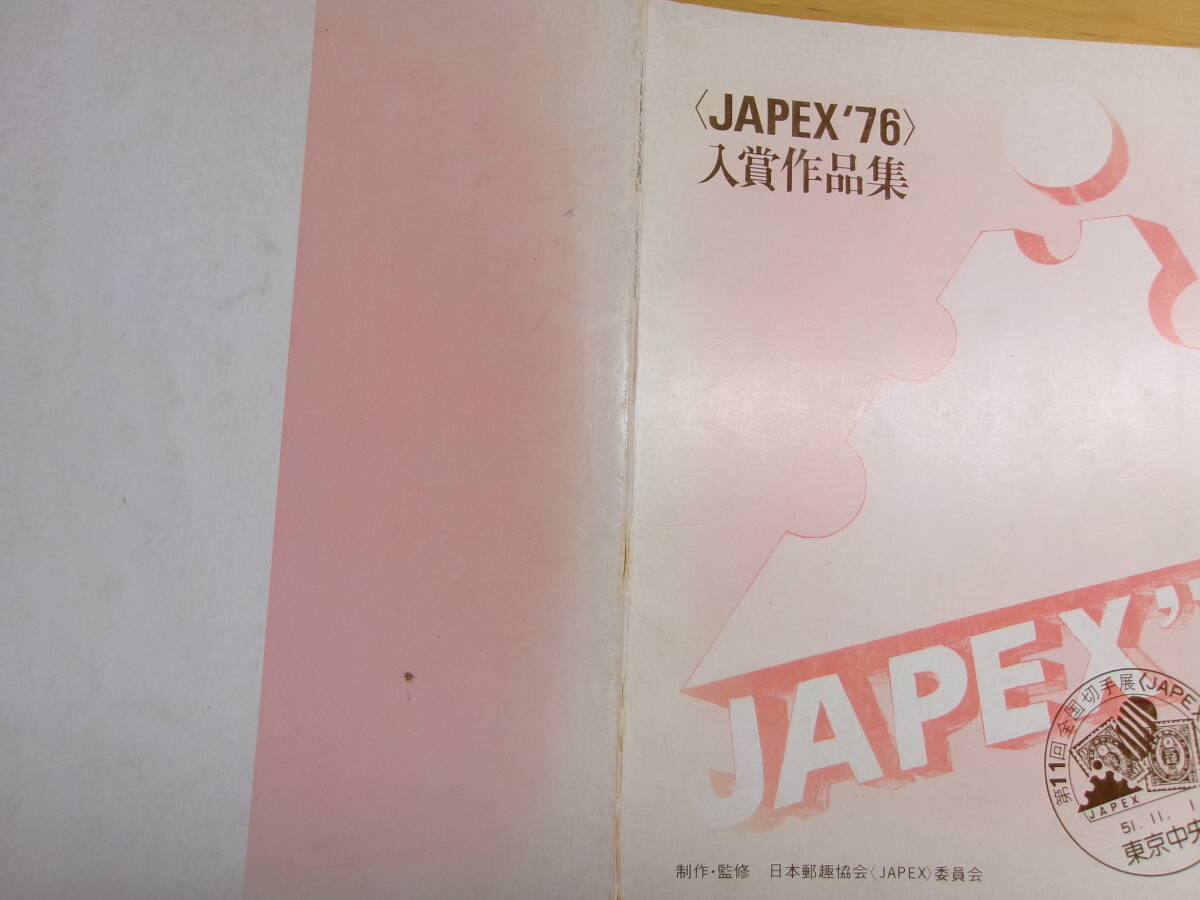 〈JAPEX'76〉
入賞作品集
JAPEX'
第11回 全国切手展〈JAPEX
JAPEX
51. 11. 1
東京中央
制作・監修　日本郵趣協会〈JAPEX〉委員会